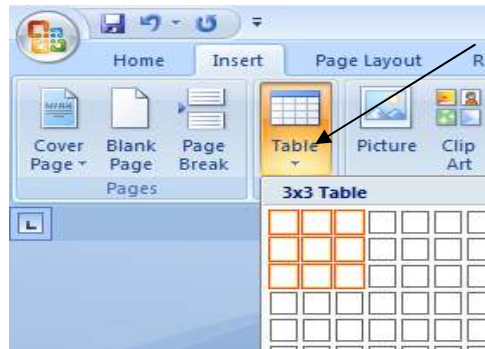 Home Insert Page Layout R
Cover Page Blank Page Page Break Table Picture Clip Art
Pages
3x3 Table